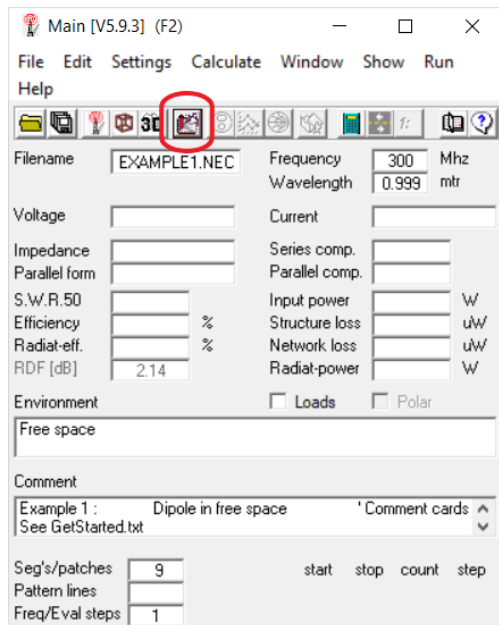 Main [V5.9.3] (F2)
File Edit Settings Calculate Window Show Run
Help
3D
Filename EXAMPLE1.NEC Frequency 300 Mhz
Wavelength 0.999 mtr
Voltage Current
Impedance Series comp.
Parallel form Parallel comp.
S.W.R.50 Input power W
Efficiency % Structure loss uW
Radiat-eff. % Network loss uW
RDF [dB] 2.14 Radiat-power W
Environment Loads Polar
Free space
Comment
Example 1 : Dipole in free space ' Comment cards
See GetStarted.txt
Seg's/patches 9 start stop count step
Pattern lines
Freq/Eval steps 1